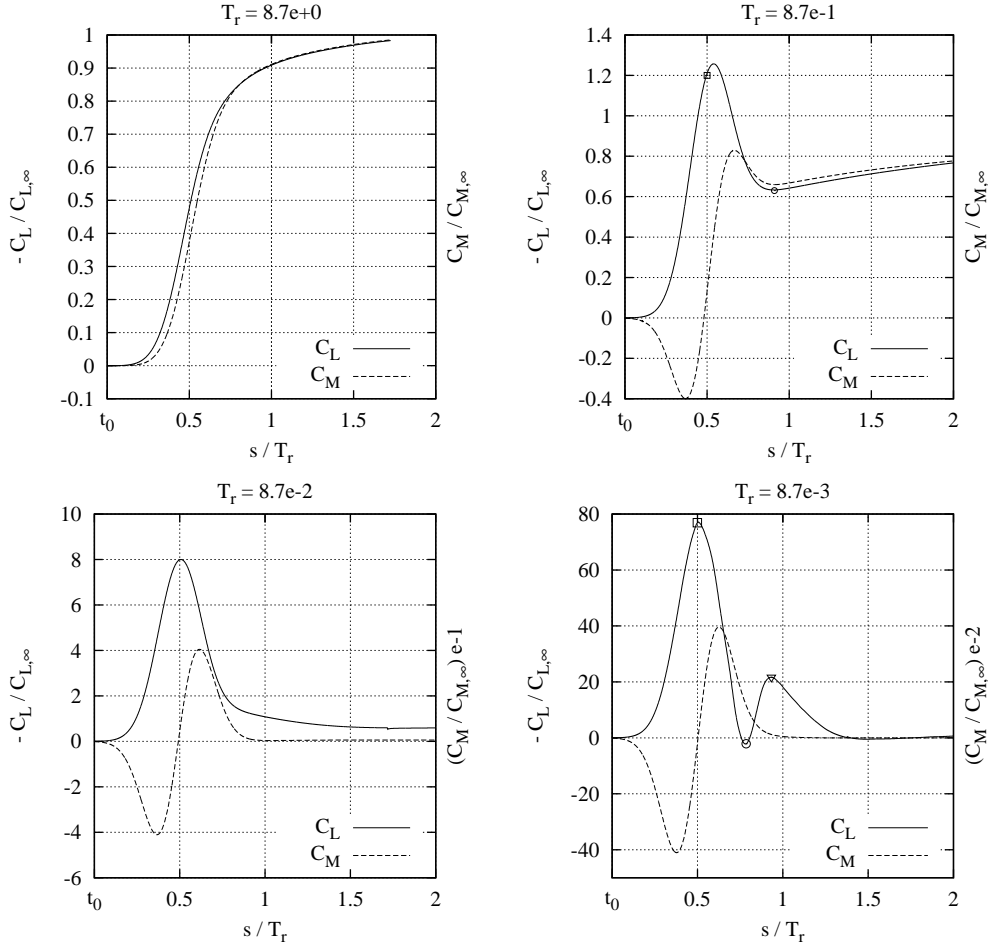 T_r = 8.7e+0
1
0.9
0.8
0.7
0.6
0.5
0.4
0.3
0.2
0.1
0
-0.1
- C_L / C_L,∞
C_M / C_M,∞
C_L
C_M
t_0 0.5 1 1.5 2
s / T_r
T_r = 8.7e-1
1.4
1.2
1
0.8
0.6
0.4
0.2
0
-0.2
-0.4
- C_L / C_L,∞
C_M / C_M,∞
C_L
C_M
t_0 0.5 1 1.5 2
s / T_r
T_r = 8.7e-2
10
8
6
4
2
0
-2
-4
-6
- C_L / C_L,∞
(C_M / C_M,∞) e-1
C_L
C_M
t_0 0.5 1 1.5 2
s / T_r
T_r = 8.7e-3
80
60
40
20
0
-20
-40
- C_L / C_L,∞
(C_M / C_M,∞) e-2
C_L
C_M
t_0 0.5 1 1.5 2
s / T_r